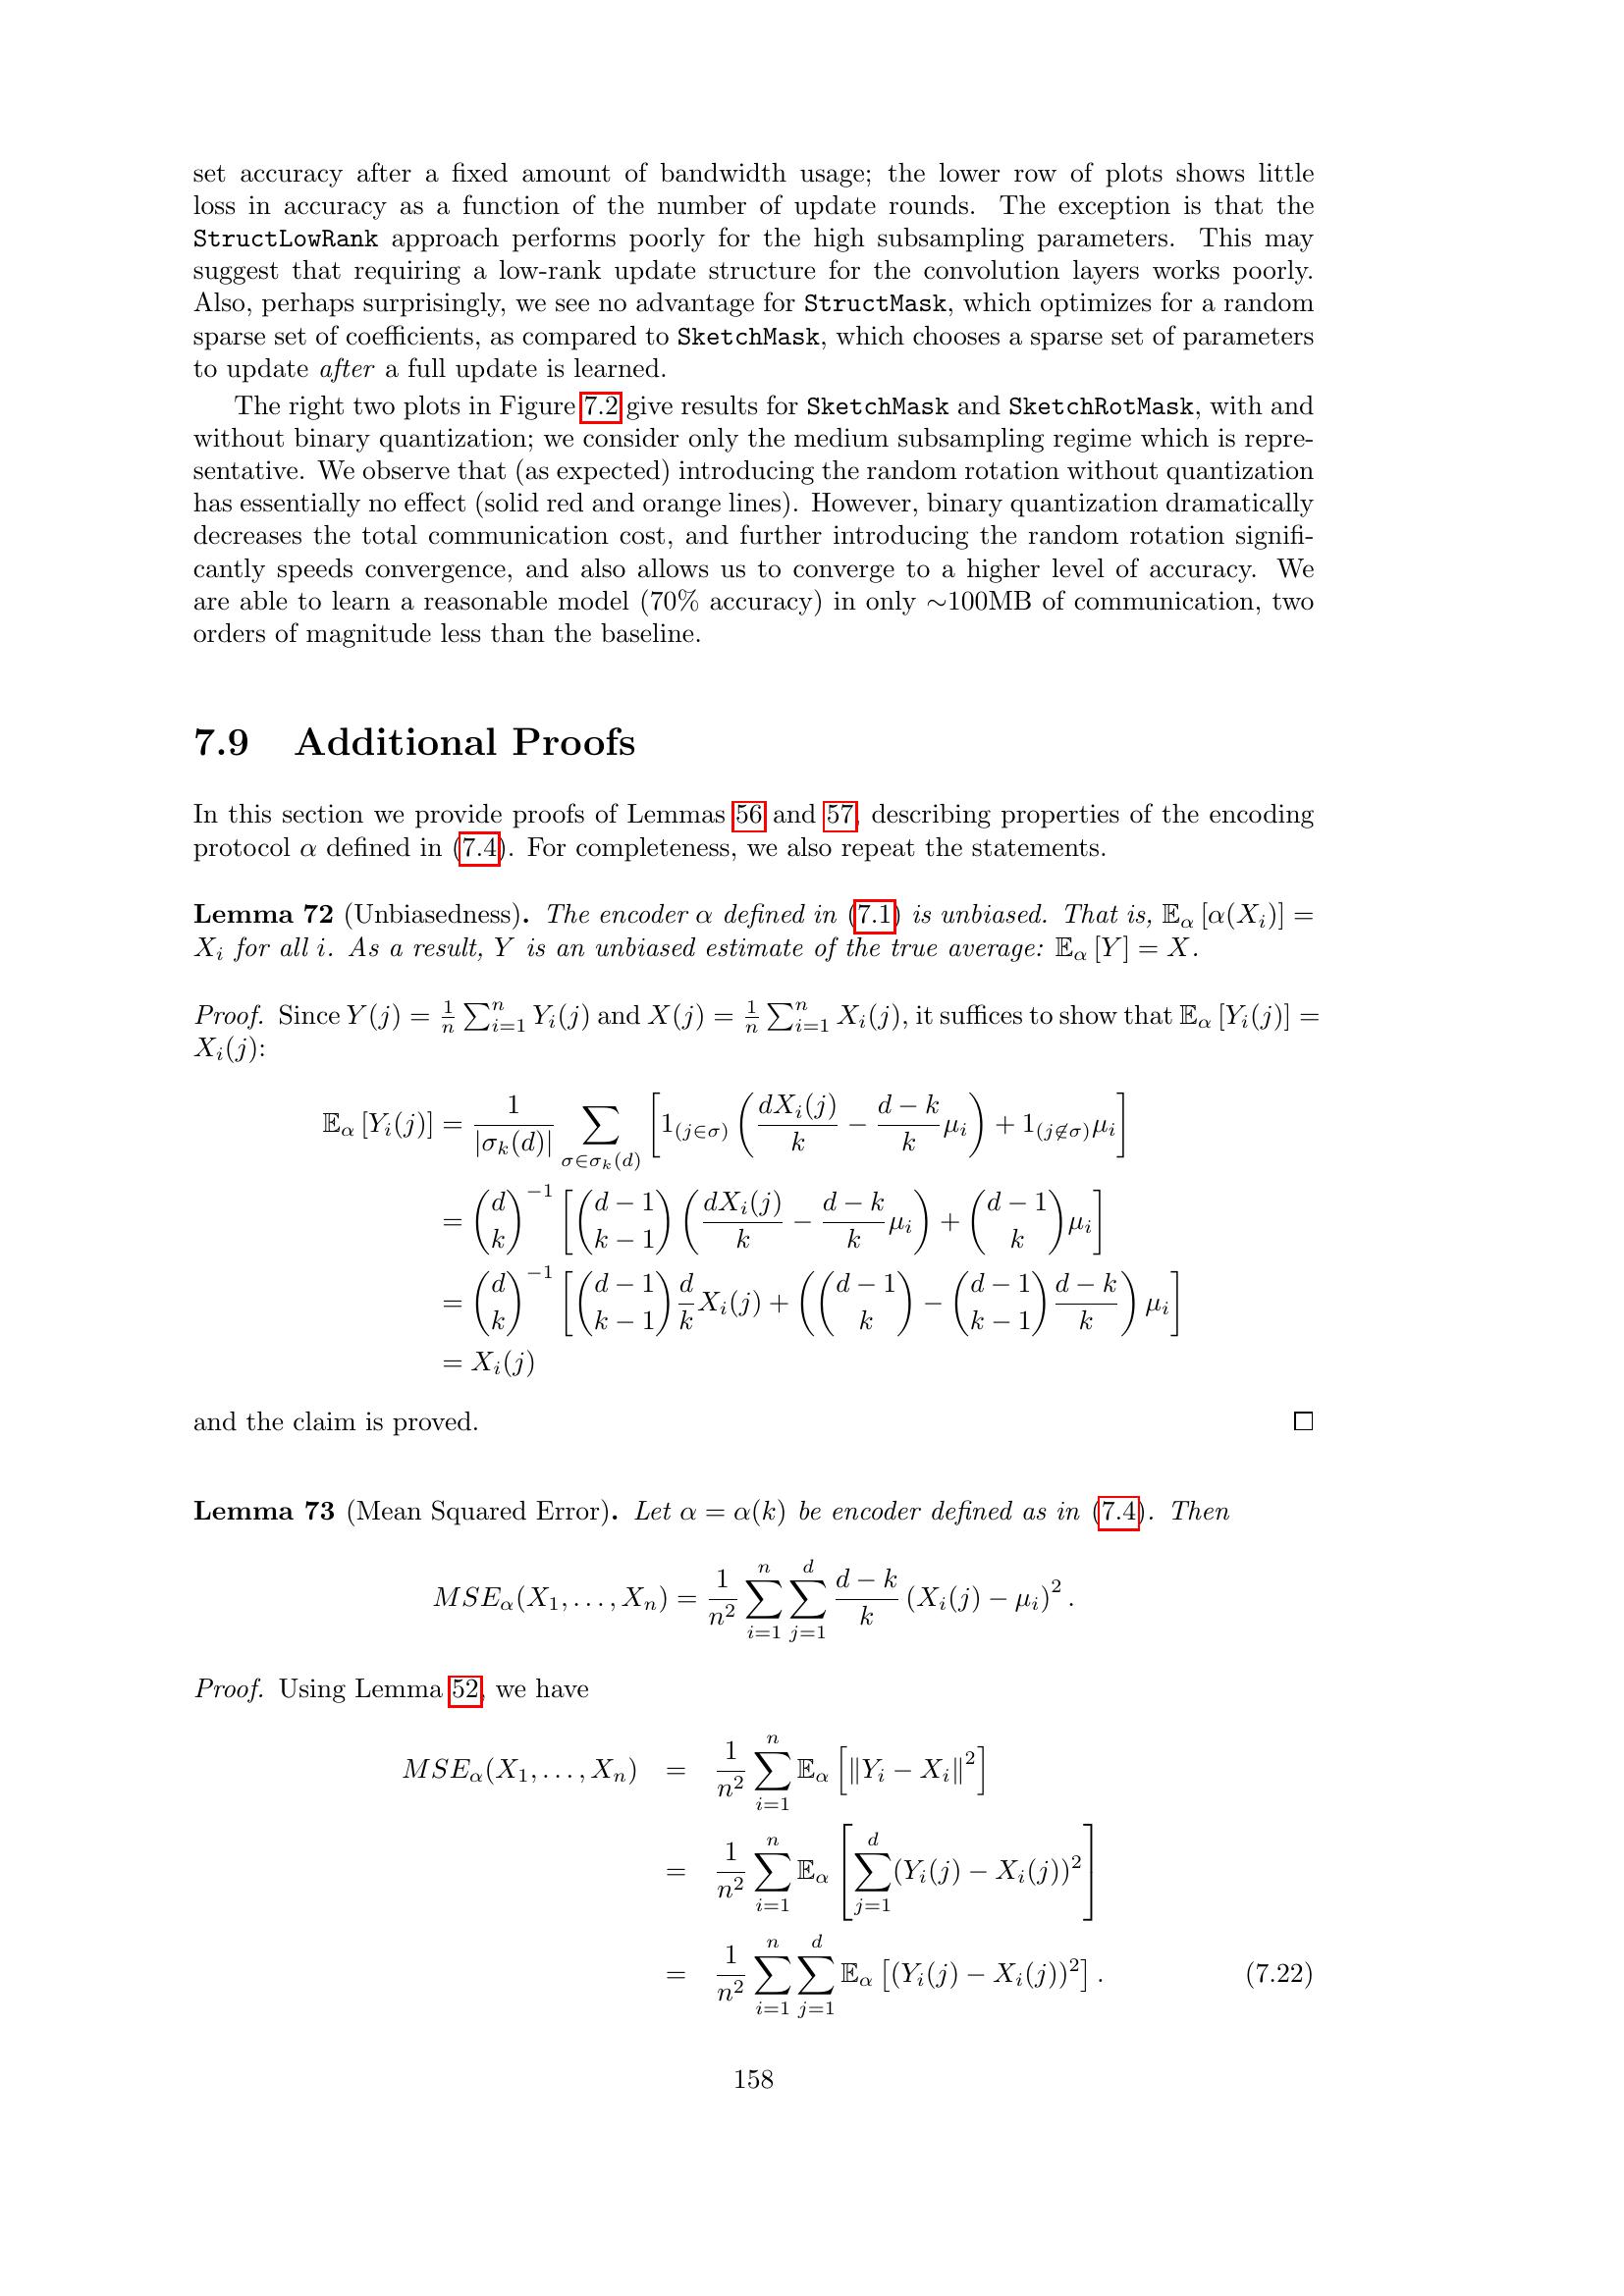 set accuracy after a fixed amount of bandwidth usage; the lower row of plots shows little
loss in accuracy as a function of the number of update rounds. The exception is that the
StructLowRank approach performs poorly for the high subsampling parameters. This may
suggest that requiring a low-rank update structure for the convolution layers works poorly.
Also, perhaps surprisingly, we see no advantage for StructMask, which optimizes for a random
sparse set of coefficients, as compared to SketchMask, which chooses a sparse set of parameters
to update after a full update is learned.
The right two plots in Figure 7.2 give results for SketchMask and SketchRotMask, with and
without binary quantization; we consider only the medium subsampling regime which is repre-
sentative. We observe that (as expected) introducing the random rotation without quantization
has essentially no effect (solid red and orange lines). However, binary quantization dramatically
decreases the total communication cost, and further introducing the random rotation signifi-
cantly speeds convergence, and also allows us to converge to a higher level of accuracy. We
are able to learn a reasonable model (70% accuracy) in only ∼100MB of communication, two
orders of magnitude less than the baseline.
7.9 Additional Proofs
In this section we provide proofs of Lemmas 56 and 57, describing properties of the encoding
protocol α defined in (7.4). For completeness, we also repeat the statements.
Lemma 72 (Unbiasedness). The encoder α defined in (7.1) is unbiased. That is, $\mathbb{E}_\alpha [\alpha(X_i)] =$
$X_i$ for all i. As a result, Y is an unbiased estimate of the true average: $\mathbb{E}_\alpha [Y] = X$.
Proof. Since $Y(j) = \frac{1}{n} \sum_{i=1}^n Y_i(j)$ and $X(j) = \frac{1}{n} \sum_{i=1}^n X_i(j)$, it suffices to show that $\mathbb{E}_\alpha [Y_i(j)] =$
$X_i(j)$:
$\mathbb{E}_\alpha [Y_i(j)] = \frac{1}{|\sigma_k(d)|} \sum_{\sigma \in \sigma_k(d)} \left[ 1_{(j \in \sigma)} \left( \frac{dX_i(j)}{k} - \frac{d-k}{k} \mu_i \right) + 1_{(j \notin \sigma)} \mu_i \right]$
$= \binom{d}{k}^{-1} \left[ \binom{d-1}{k-1} \left( \frac{dX_i(j)}{k} - \frac{d-k}{k} \mu_i \right) + \binom{d-1}{k} \mu_i \right]$
$= \binom{d}{k}^{-1} \left[ \binom{d-1}{k-1} \frac{d}{k} X_i(j) + \left( \binom{d-1}{k} - \binom{d-1}{k-1} \frac{d-k}{k} \right) \mu_i \right]$
$= X_i(j)$
and the claim is proved. □
Lemma 73 (Mean Squared Error). Let α = α(k) be encoder defined as in (7.4). Then
$MSE_\alpha(X_1, \ldots, X_n) = \frac{1}{n^2} \sum_{i=1}^n \sum_{j=1}^d \frac{d-k}{k} (X_i(j) - \mu_i)^2 .$
Proof. Using Lemma 52, we have
$MSE_\alpha(X_1, \ldots, X_n) = \frac{1}{n^2} \sum_{i=1}^n \mathbb{E}_\alpha \left[ \|Y_i - X_i\|^2 \right]$
$= \frac{1}{n^2} \sum_{i=1}^n \mathbb{E}_\alpha \left[ \sum_{j=1}^d (Y_i(j) - X_i(j))^2 \right]$
$= \frac{1}{n^2} \sum_{i=1}^n \sum_{j=1}^d \mathbb{E}_\alpha \left[ (Y_i(j) - X_i(j))^2 \right] .$ (7.22)
158